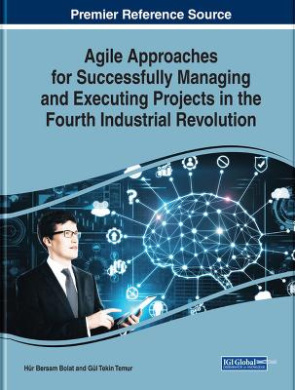 Premier Reference Source
Agile Approaches
for Successfully Managing
and Executing Projects in the
Fourth Industrial Revolution
Hür Bersam Bolat and Gül Tekin Temur
IGI Global